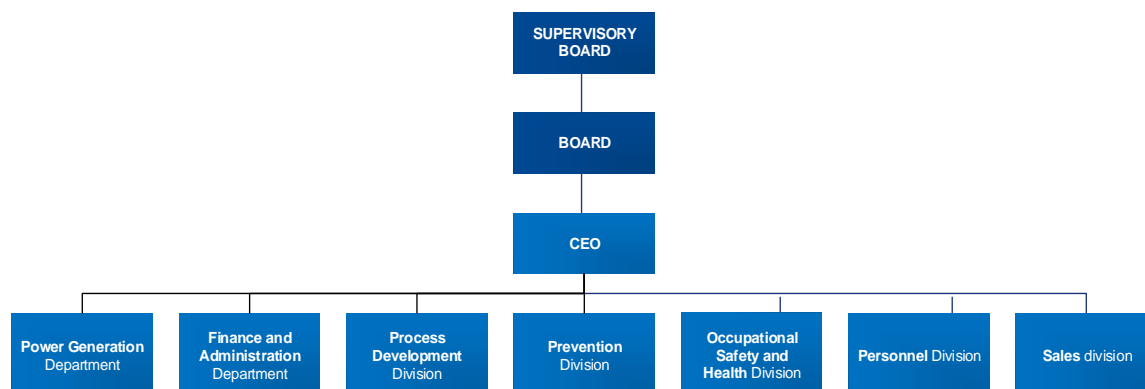 SUPERVISORY
BOARD
BOARD
CEO
Power Generation
Department
Finance and
Administration
Department
Process
Development
Division
Prevention
Division
Occupational
Safety and
Health Division
Personnel Division
Sales division